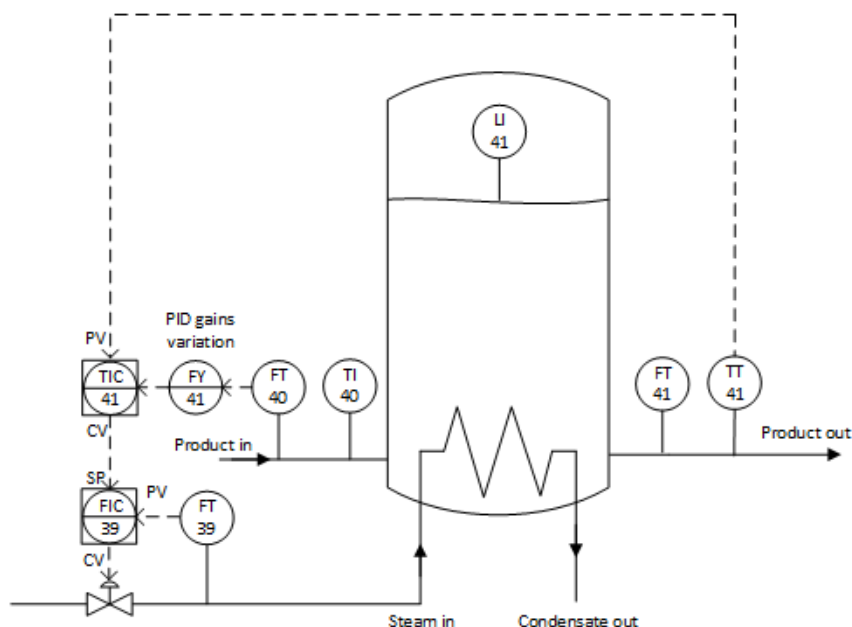 LI
41
PID gains
variation
PV
TIC
41
FY
41
FT
40
TI
40
FT
41
TT
41
CV
Product in
Product out
SP
PV
FIC
39
FT
39
CV
Steam in
Condensate out